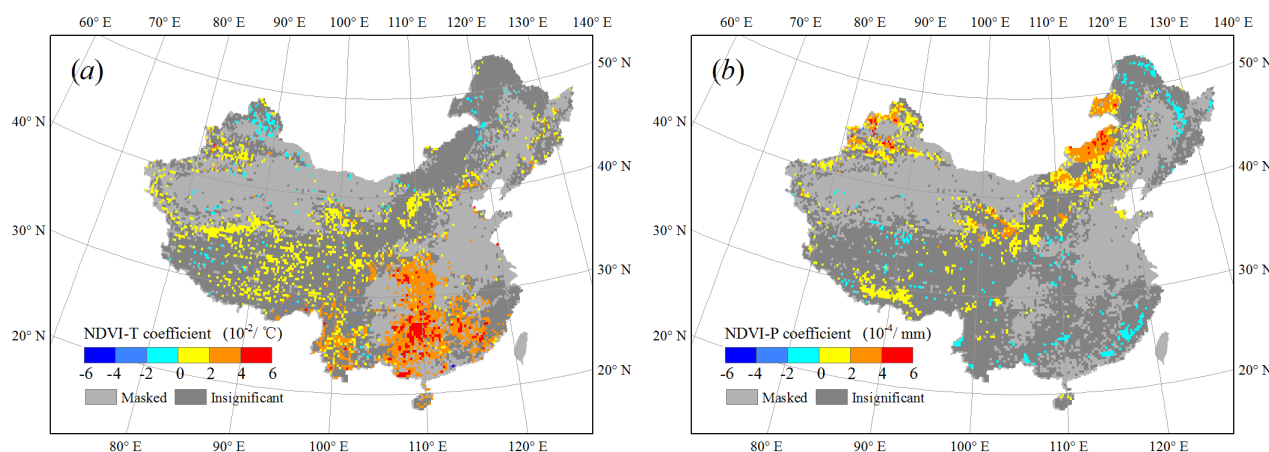 60° E 70° E 80° E 90° E 100° E 110° E 120° E 130° E 140° E
(a)
50° N
40° N
40° N
30° N
30° N
20° N
20° N
NDVI-T coefficient (10-2/ ℃)
-6 -4 -2 0 2 4 6
Masked Insignificant
80° E 90° E 100° E 110° E 120° E
60° E 70° E 80° E 90° E 100° E 110° E 120° E 130° E 140° E
(b)
50° N
40° N
40° N
30° N
30° N
20° N
20° N
NDVI-P coefficient (10-4/ mm)
-6 -4 -2 0 2 4 6
Masked Insignificant
80° E 90° E 100° E 110° E 120° E